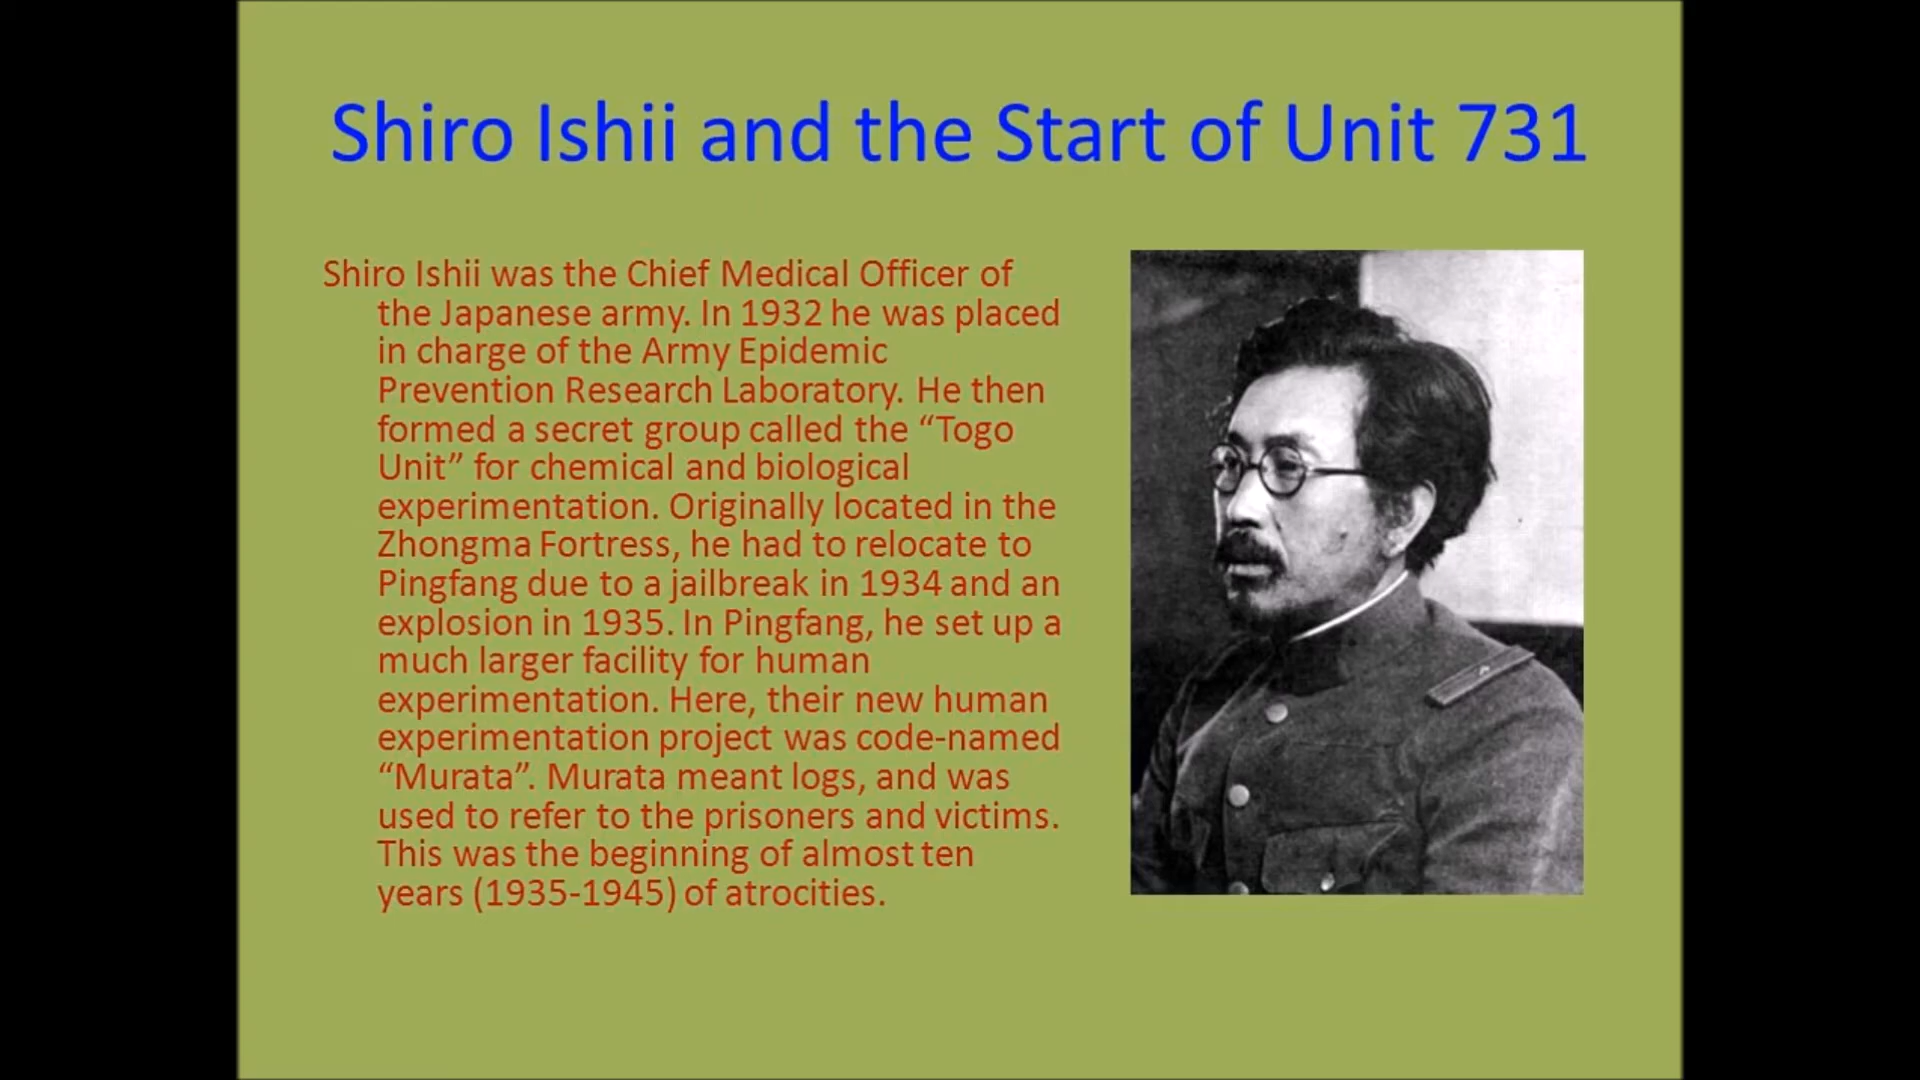 Shiro Ishii and the Start of Unit 731
Shiro Ishii was the Chief Medical Officer of
the Japanese army. In 1932 he was placed
in charge of the Army Epidemic
Prevention Research Laboratory. He then
formed a secret group called the “Togo
Unit” for chemical and biological
experimentation. Originally located in the
Zhongma Fortress, he had to relocate to
Pingfang due to a jailbreak in 1934 and an
explosion in 1935. In Pingfang, he set up a
much larger facility for human
experimentation. Here, their new human
experimentation project was code-named
“Murata”. Murata meant logs, and was
used to refer to the prisoners and victims.
This was the beginning of almost ten
years (1935-1945) of atrocities.